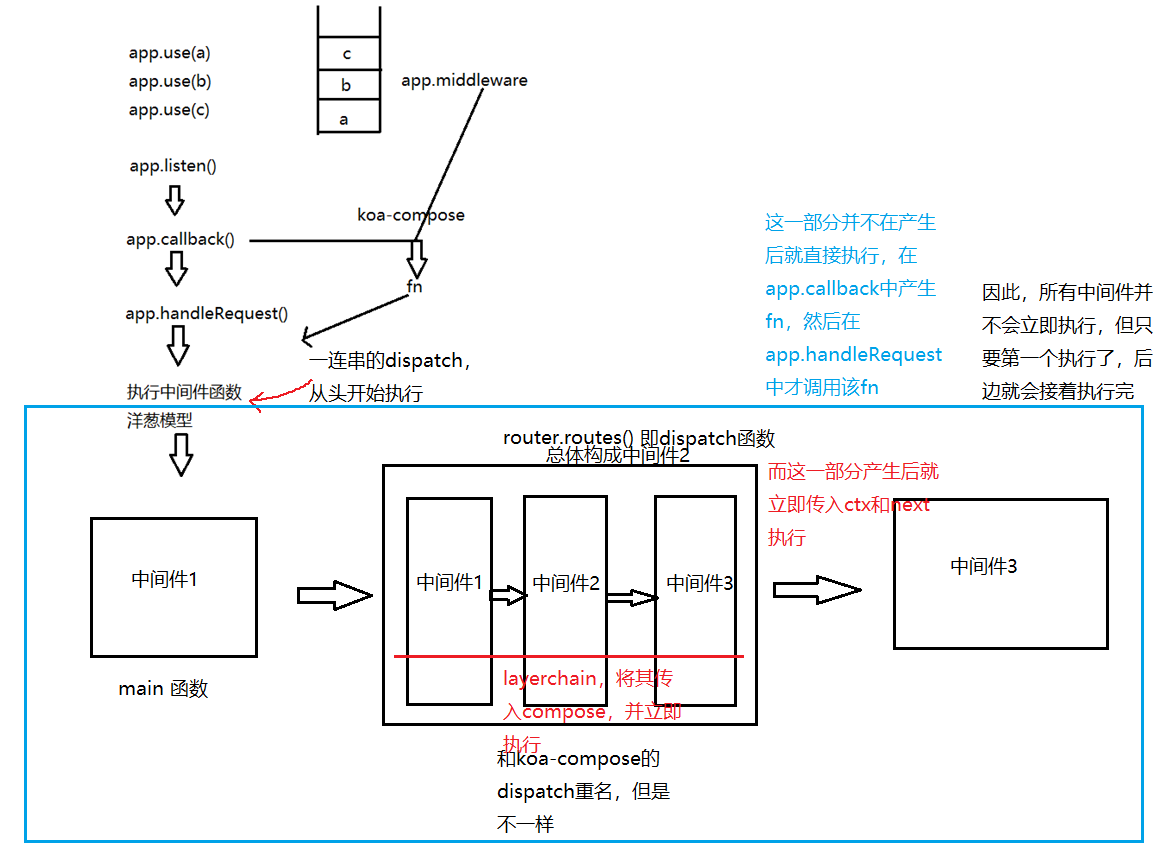 app.use(a)
app.use(b)
app.use(c)
c
b
a
app.middleware
app.listen()
koa-compose
app.callback()
fn
app.handleRequest()
一连串的dispatch,
从头开始执行
执行中间件函数
洋葱模型
这一部分并不在产生
后就直接执行，在
app.callback中产生
fn，然后在
app.handleRequest
中才调用该fn
因此，所有中间件并
不会立即执行，但只
要第一个执行了，后
边就会接着执行完
router.routes() 即dispatch函数
总体构成中间件2
而这一部分产生后就
立即传入ctx和next
执行
中间件1
main 函数
中间件1
中间件2
中间件3
中间件3
layerchain，将其传
入compose，并立即
执行
和koa-compose的
dispatch重名，但是
不一样